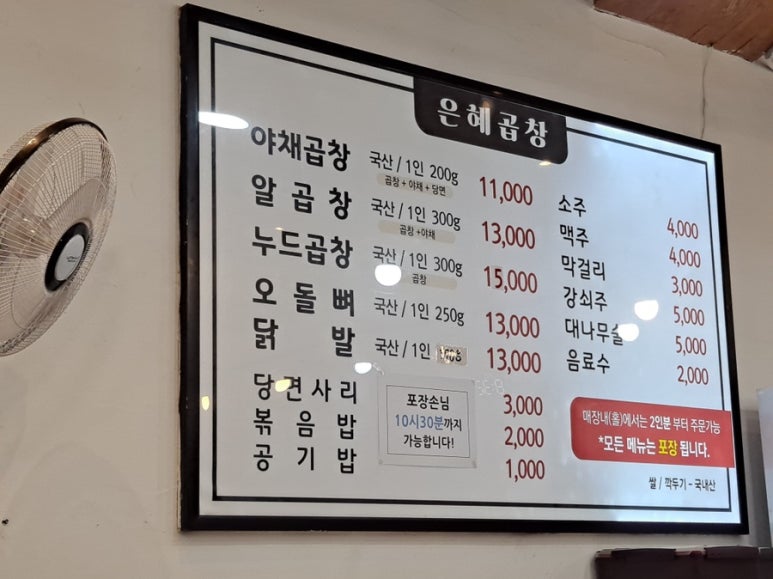 은혜곱창
야채곱창 국산 / 1인 200g 11,000
곱창 + 야채 + 당면
알곱창 국산 / 1인 300g 13,000
곱창 +야채
누드곱창 국산 / 1인 300g 15,000
곱창
오돌뼈 국산 / 1인 250g 13,000
닭발 국산 / 1인 13,000
당면사리 3,000
볶음밥 2,000
공기밥 1,000
포장손님
10시30분까지
가능합니다!
소주 4,000
맥주 4,000
막걸리 3,000
강쇠주 5,000
대나무술 5,000
음료수 2,000
매장내(홀)에서는 2인분 부터 주문가능
*모든 메뉴는 포장 됩니다.
쌀 / 깍두기 - 국내산